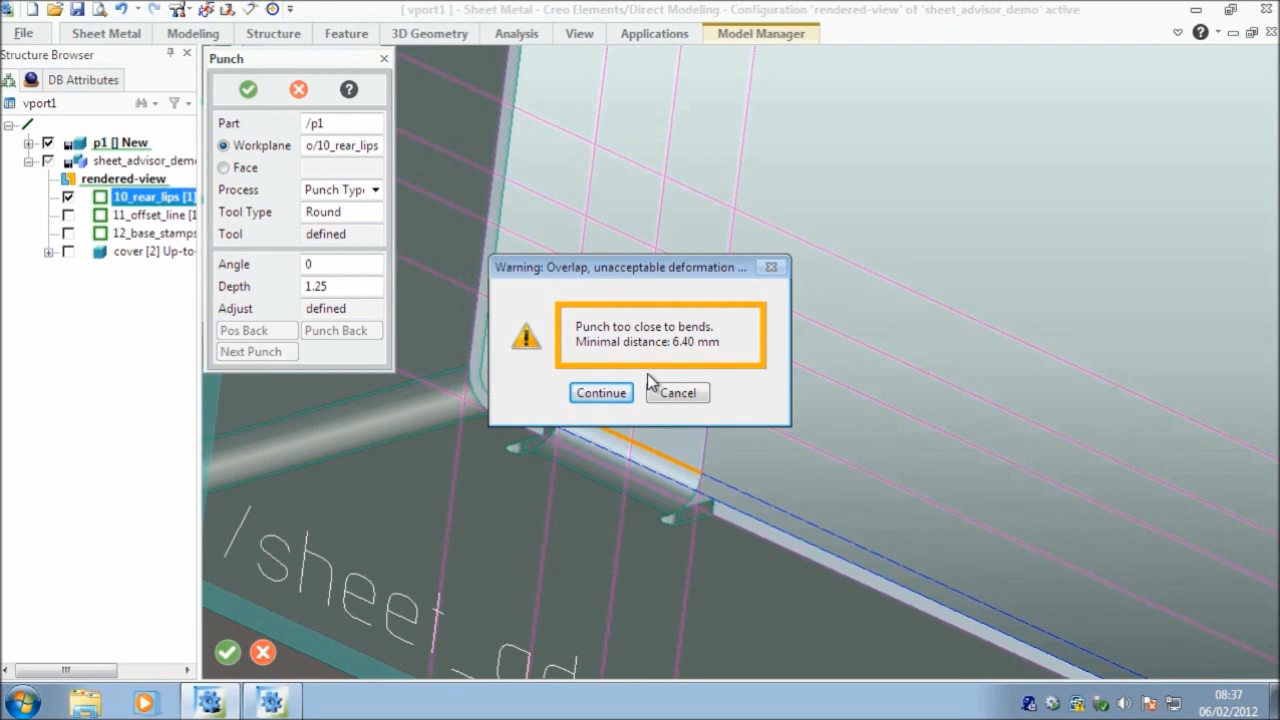 [ vport1 ] - Sheet Metal - Creo Elements/Direct Modeling - Configuration 'rendered-view' of 'sheet_advisor_demo' active
File Sheet Metal Modeling Structure Feature 3D Geometry Analysis View Applications Model Manager
Structure Browser
DB Attributes
vport1
p1 [] New
sheet_advisor_demo
rendered-view
10_rear_lips [1]
11_offset_line [1
12_base_stamps
cover [2] Up-to-
Punch
Part /p1
Workplane o/10_rear_lips
Face
Process Punch Typ
Tool Type Round
Tool defined
Angle 0
Depth 1.25
Adjust defined
Pos Back Punch Back
Next Punch
Warning: Overlap, unacceptable deformation ...
Punch too close to bends.
Minimal distance: 6.40 mm
Continue Cancel
/sheet_ad
08:37
06/02/2012